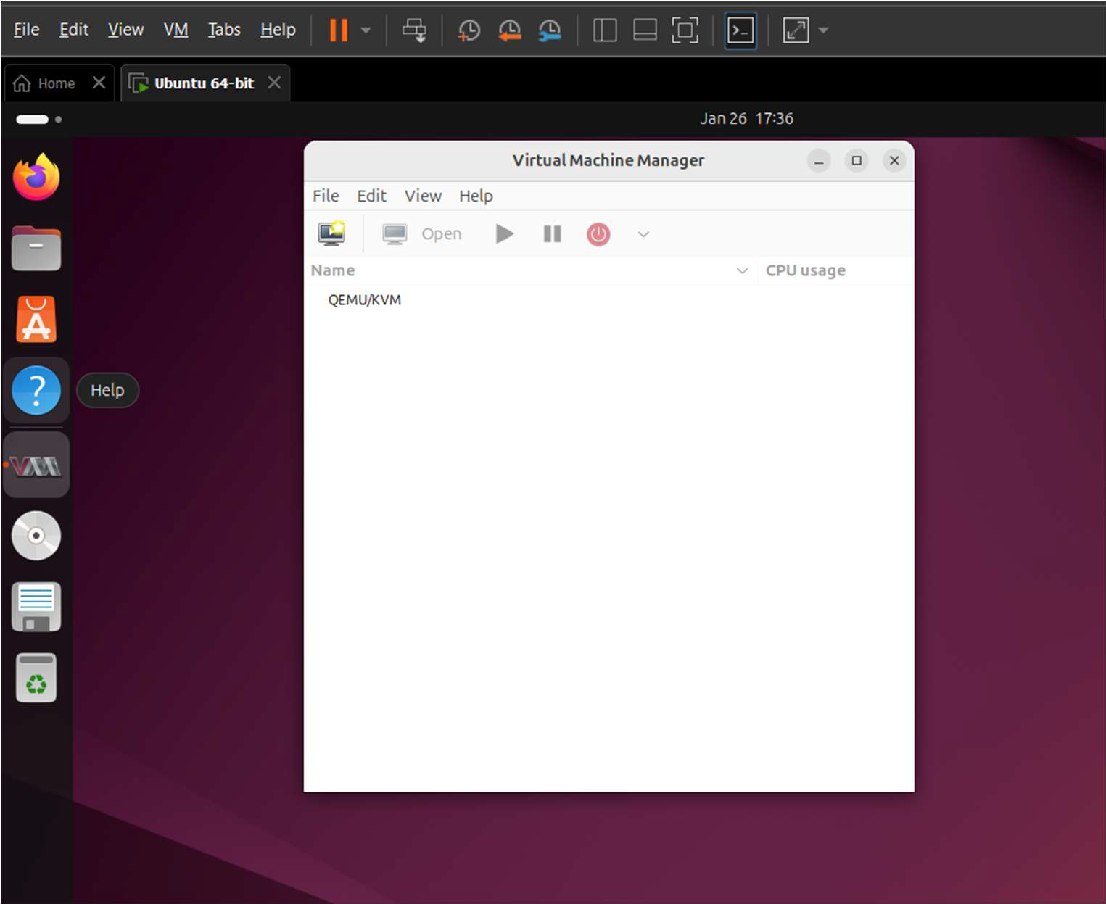 File Edit View VM Tabs Help
Home Ubuntu 64-bit
Jan 26 17:36
Virtual Machine Manager
File Edit View Help
Open
Name CPU usage
QEMU/KVM
Help